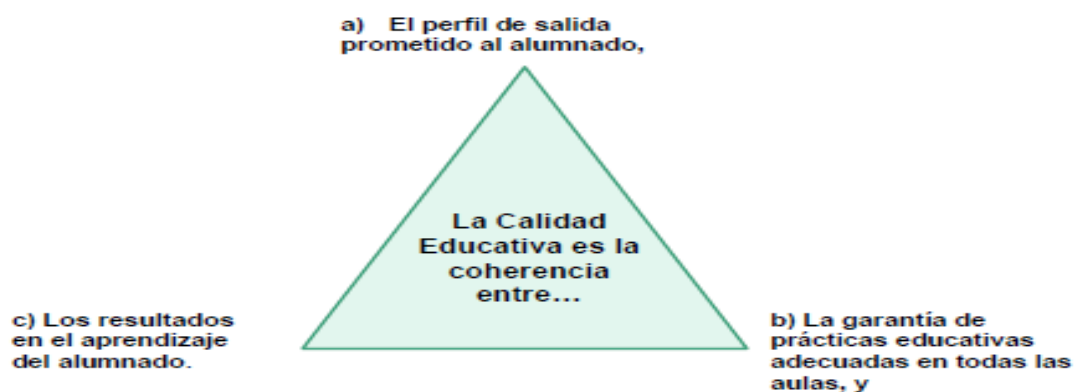 a) El perfil de salida
prometido al alumnado,
La Calidad
Educativa es la
coherencia
entre...
b) La garantía de
prácticas educativas
adecuadas en todas las
aulas, y
c) Los resultados
en el aprendizaje
del alumnado.